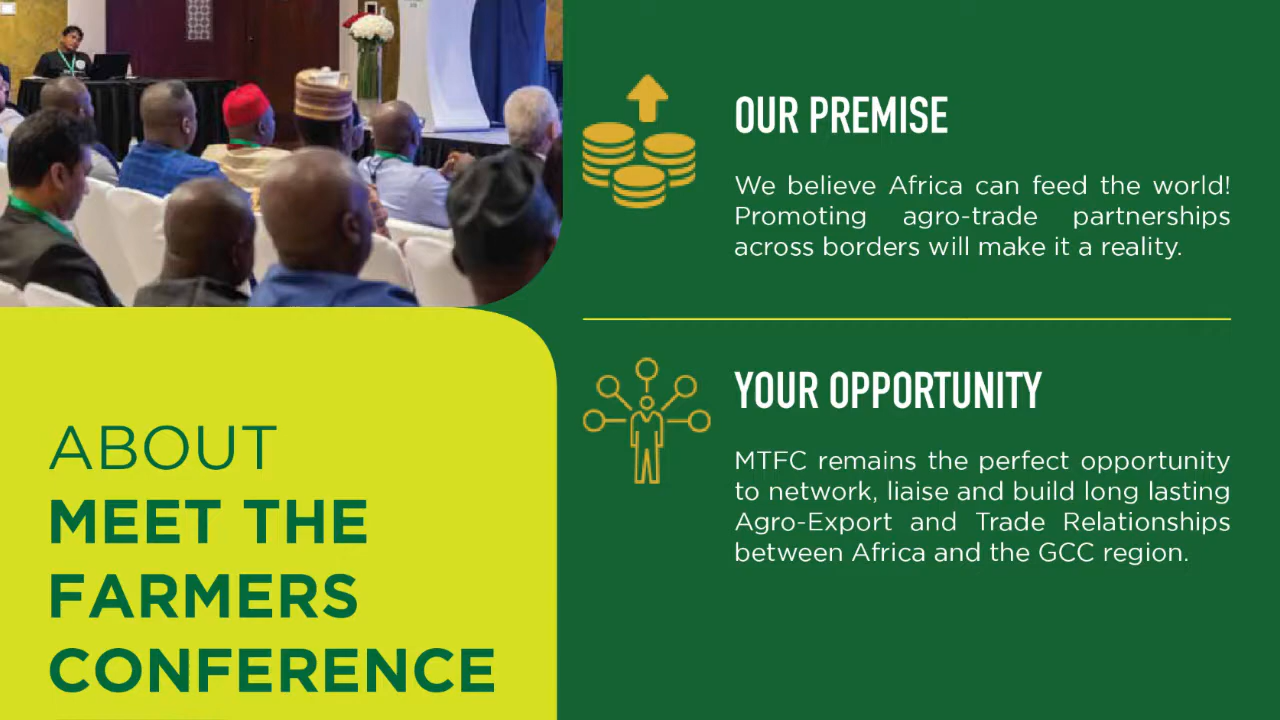 ABOUT
MEET THE
FARMERS
CONFERENCE
OUR PREMISE
We believe Africa can feed the world!
Promoting agro-trade partnerships
across borders will make it a reality.
YOUR OPPORTUNITY
MTFC remains the perfect opportunity
to network, liaise and build long lasting
Agro-Export and Trade Relationships
between Africa and the GCC region.